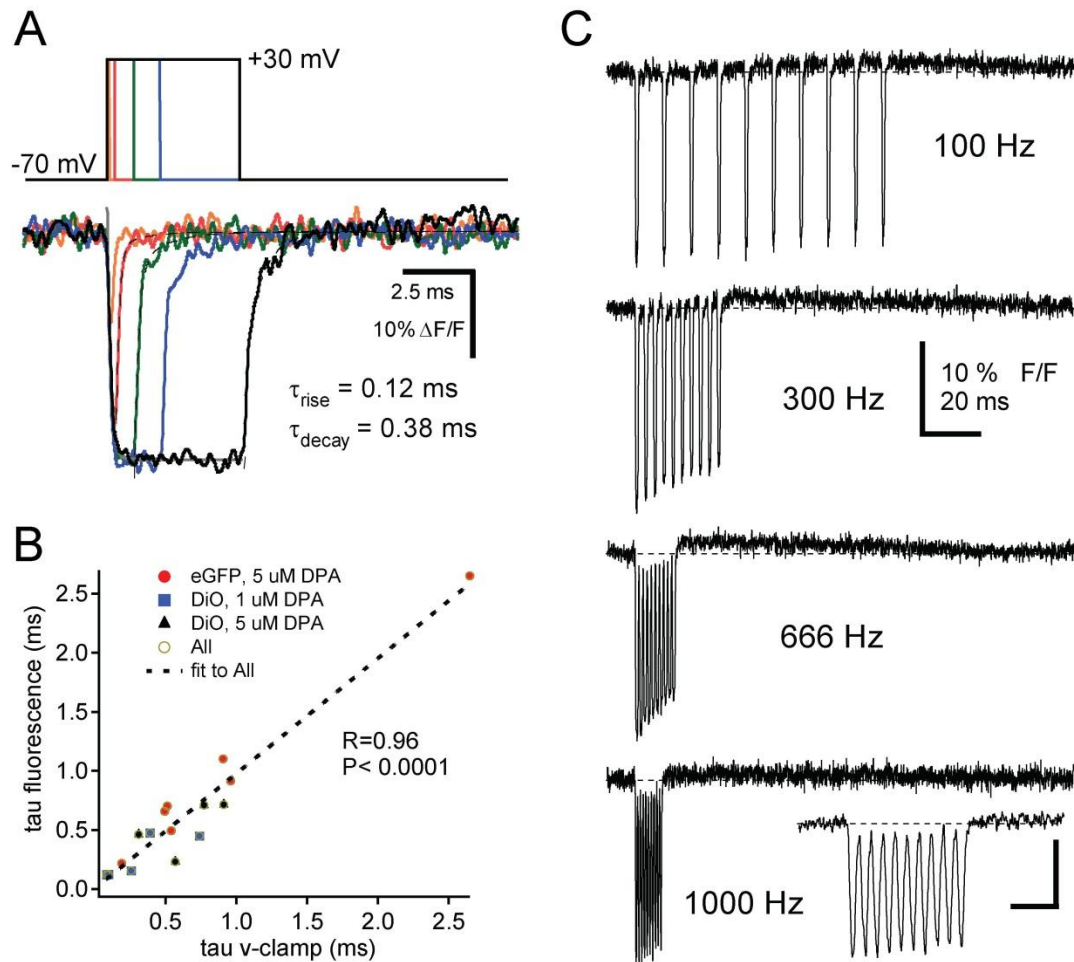 A
+30 mV
-70 mV
2.5 ms
10% ΔF/F
τrise = 0.12 ms
τdecay = 0.38 ms
B
eGFP, 5 uM DPA
DiO, 1 uM DPA
DiO, 5 uM DPA
All
fit to All
R=0.96
P< 0.0001
2.5
2.0
1.5
1.0
0.5
0.0
tau fluorescence (ms)
0.5 1.0 1.5 2.0 2.5
tau v-clamp (ms)
C
100 Hz
300 Hz
10 % F/F
20 ms
666 Hz
1000 Hz